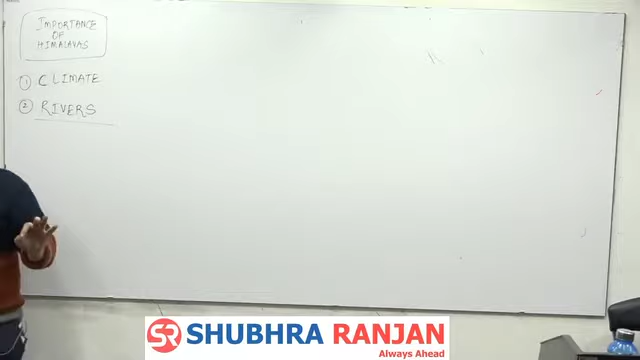 IMPORTANCE
OF
HIMALAYAS
① CLIMATE
② RIVERS
SR SHUBHRA RANJAN
Always Ahead